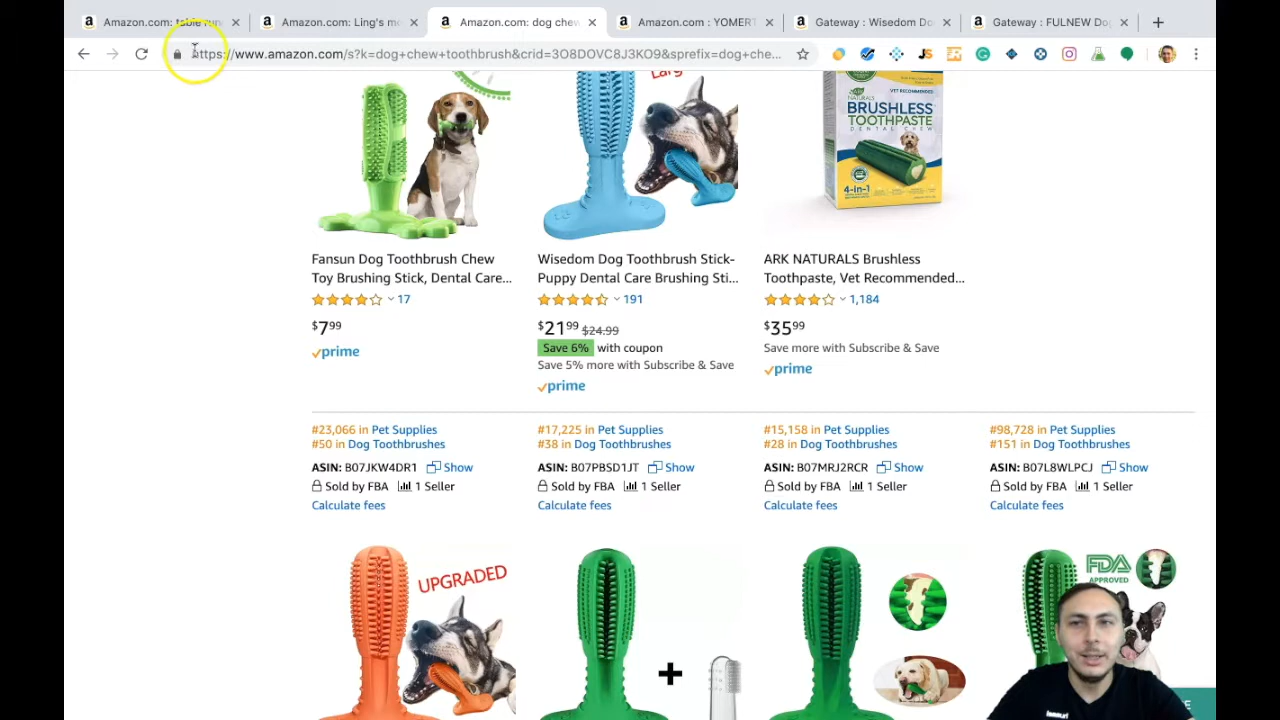 Amazon.com: table run
Amazon.com: Ling's mo
Amazon.com: dog chew
Amazon.com : YOMERT
Gateway : Wisedom Do
Gateway : FULNEW Dog
https://www.amazon.com/s?k=dog+chew+toothbrush&crid=3O8DOVC8J3KO9&sprefix=dog+che...
Large
NATURALS VET RECOMMENDED
BRUSHLESS
TOOTHPASTE
DENTAL CHEW
4-in-1
Fansun Dog Toothbrush Chew
Toy Brushing Stick, Dental Care...
17
$7.99
prime
Wisedom Dog Toothbrush Stick-
Puppy Dental Care Brushing Sti...
191
$21.99 $24.99
Save 6% with coupon
Save 5% more with Subscribe & Save
prime
ARK NATURALS Brushless
Toothpaste, Vet Recommended...
1,184
$35.99
Save more with Subscribe & Save
prime
#23,066 in Pet Supplies
#50 in Dog Toothbrushes
ASIN: B07JKW4DR1 Show
Sold by FBA 1 Seller
Calculate fees
#17,225 in Pet Supplies
#38 in Dog Toothbrushes
ASIN: B07PBSD1JT Show
Sold by FBA 1 Seller
Calculate fees
#15,158 in Pet Supplies
#28 in Dog Toothbrushes
ASIN: B07MRJ2RCR Show
Sold by FBA 1 Seller
Calculate fees
#98,728 in Pet Supplies
#151 in Dog Toothbrushes
ASIN: B07L8WLPCJ Show
Sold by FBA 1 Seller
Calculate fees
UPGRADED
+
FDA
APPROVED